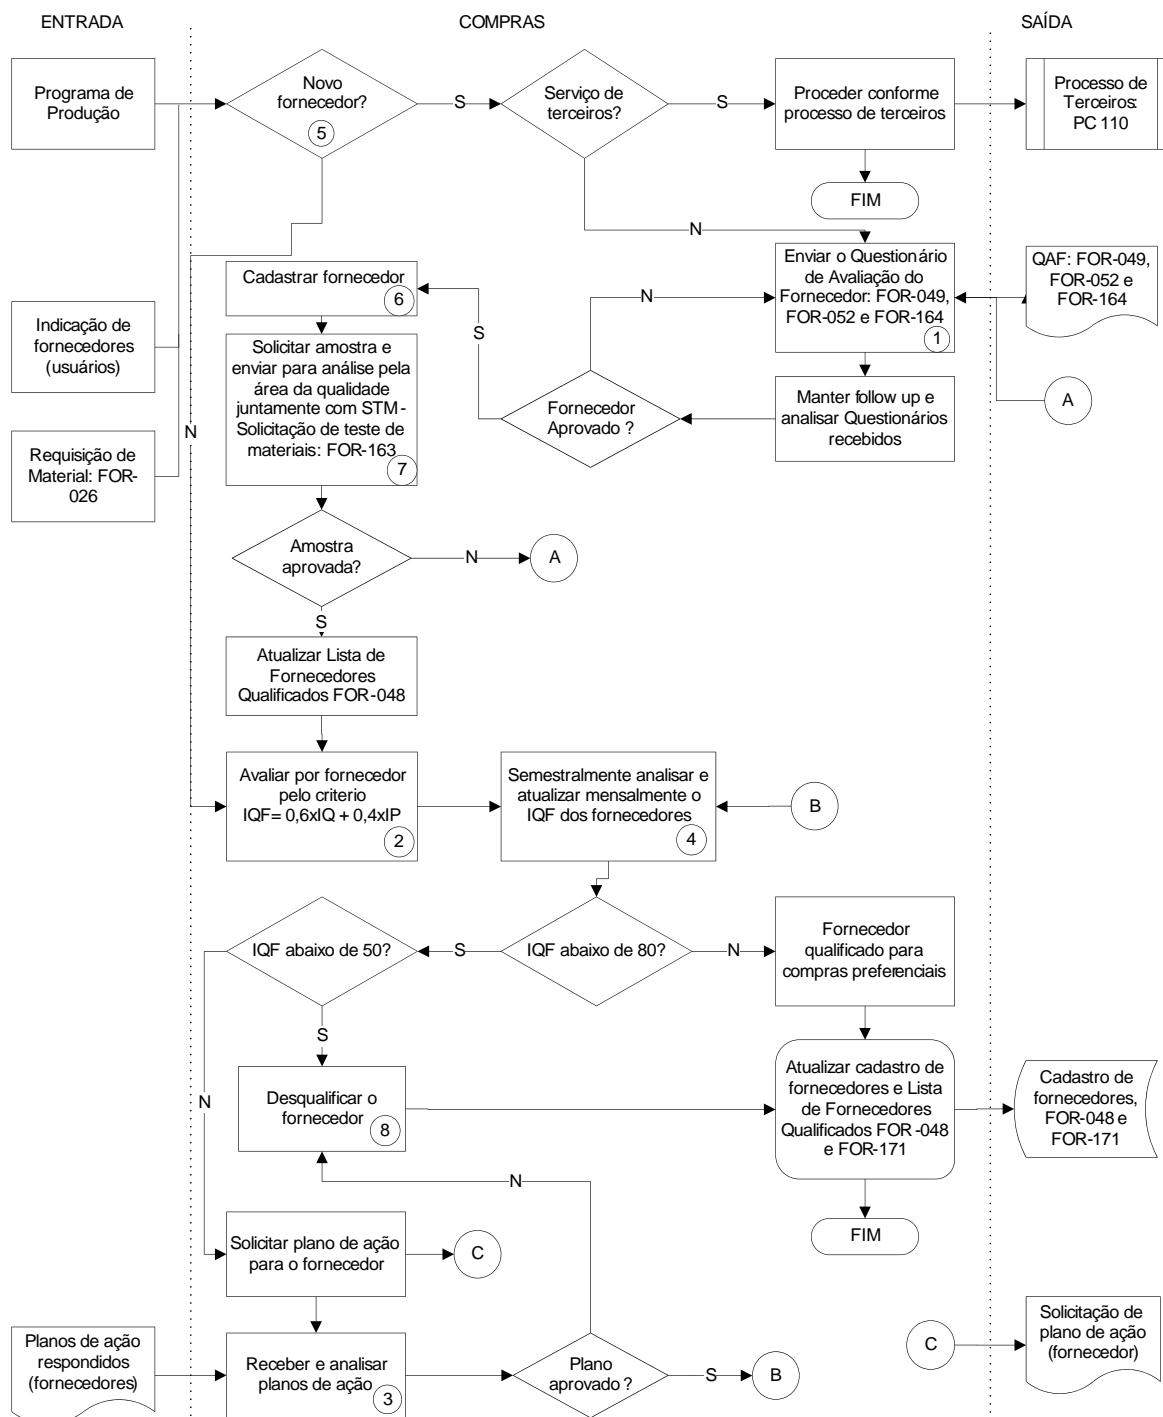 ENTRADA
COMPRAS
SAÍDA
Programa de
Produção
Novo
fornecedor?
5
S
Serviço de
terceiros?
S
Proceder conforme
processo de terceiros
Processo de
Terceiros:
PC 110
FIM
N
Indicação de
fornecedores
(usuários)
Requisição de
Material: FOR-
026
N
Cadastrar fornecedor
6
S
N
Enviar o Questionário
de Avaliação do
Fornecedor: FOR-049,
FOR-052 e FOR-164
1
QAF: FOR-049,
FOR-052 e
FOR-164
A
Solicitar amostra e
enviar para análise pela
área da qualidade
juntamente com STM -
Solicitação de teste de
materiais: FOR-163
7
Fornecedor
Aprovado ?
Manter follow up e
analisar Questionários
recebidos
Amostra
aprovada?
N
A
S
Atualizar Lista de
Fornecedores
Qualificados FOR-048
Avaliar por fornecedor
pelo criterio
IQF= 0,6xIQ + 0,4xIP
2
Semestralmente analisar e
atualizar mensalmente o
IQF dos fornecedores
4
B
IQF abaixo de 50?
S
IQF abaixo de 80?
N
Fornecedor
qualificado para
compras preferenciais
S
N
Desqualificar o
fornecedor
8
Atualizar cadastro de
fornecedores e Lista
de Fornecedores
Qualificados FOR-048
e FOR-171
Cadastro de
fornecedores,
FOR-048 e
FOR-171
N
FIM
Solicitar plano de ação
para o fornecedor
C
Planos de ação
respondidos
(fornecedores)
Receber e analisar
planos de ação
3
Plano
aprovado ?
S
B
C
Solicitação de
plano de ação
(fornecedor)